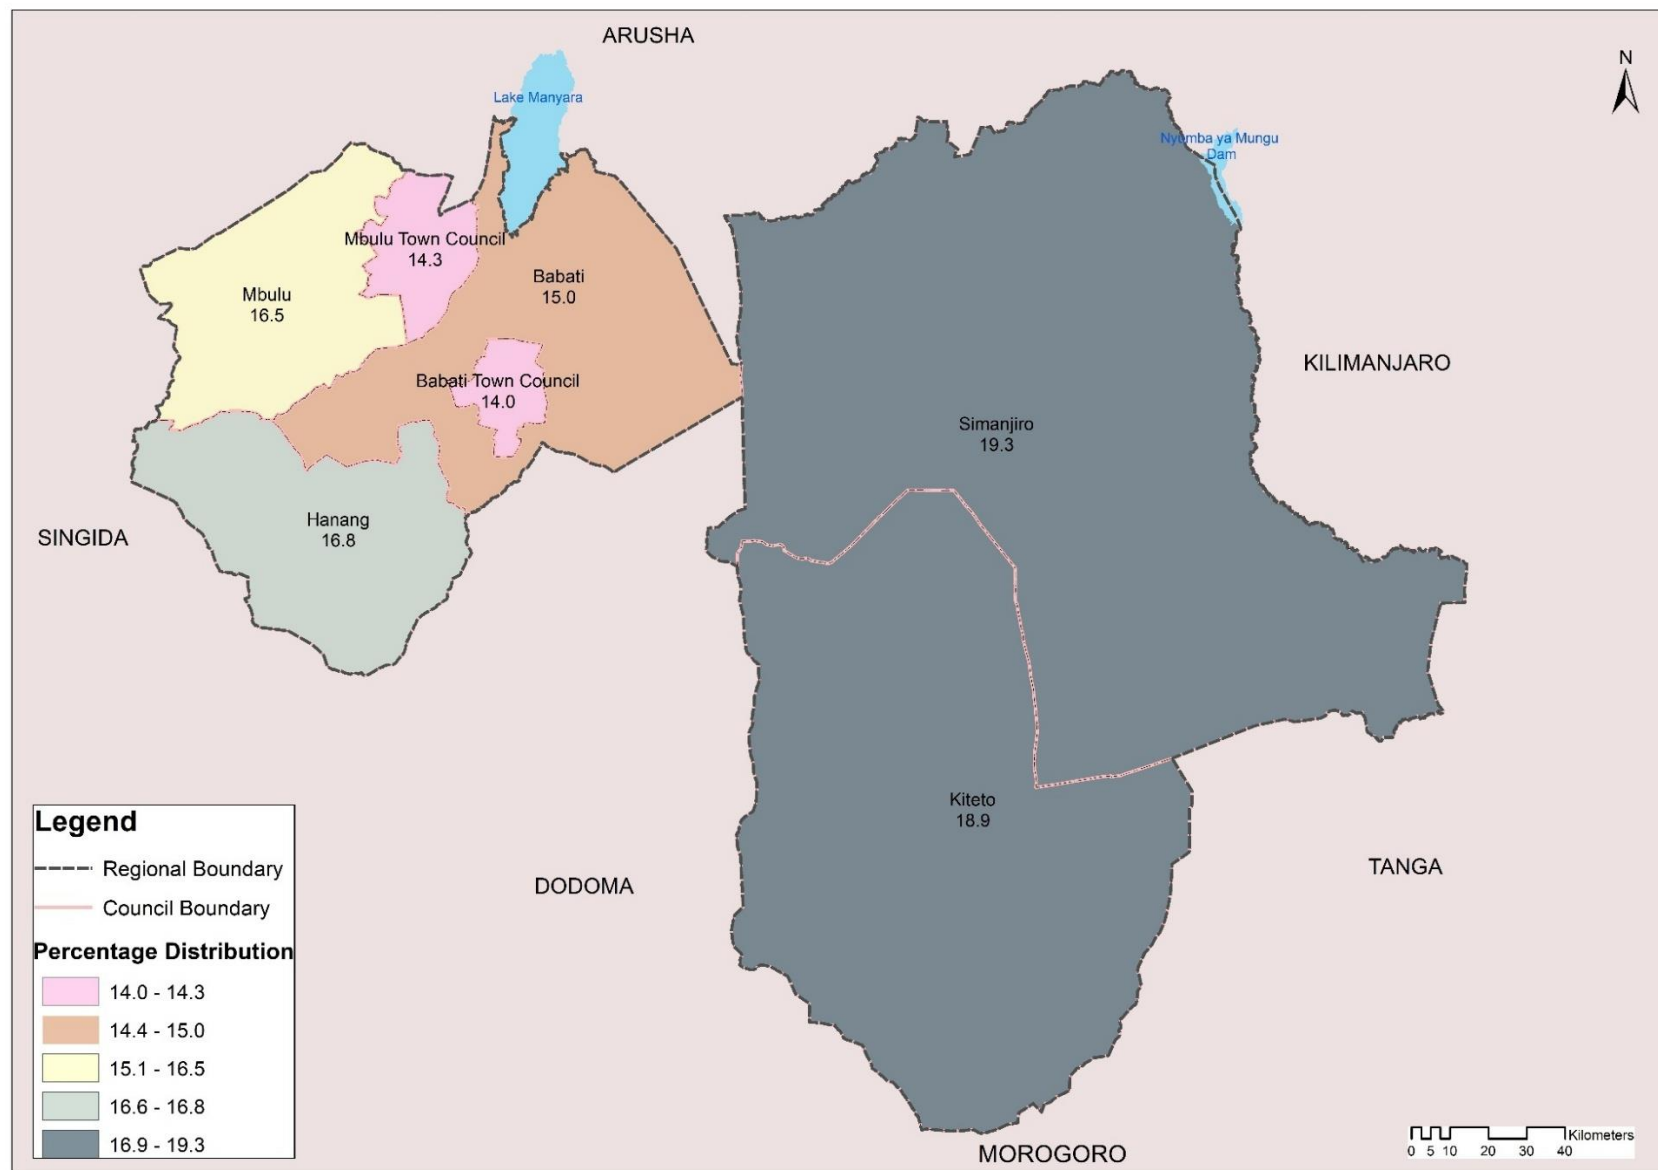 ARUSHA
N
Lake Manyara
Nyumba ya Mungu
Dam
Mbulu Town Council
14.3
Babati
15.0
Mbulu
16.5
KILIMANJARO
Babati Town Council
14.0
Simanjiro
19.3
Hanang
16.8
SINGIDA
Kiteto
18.9
DODOMA
TANGA
MOROGORO
Legend
Regional Boundary
Council Boundary
Percentage Distribution
14.0 - 14.3
14.4 - 15.0
15.1 - 16.5
16.6 - 16.8
16.9 - 19.3
Kilometers
0 5 10 20 30 40